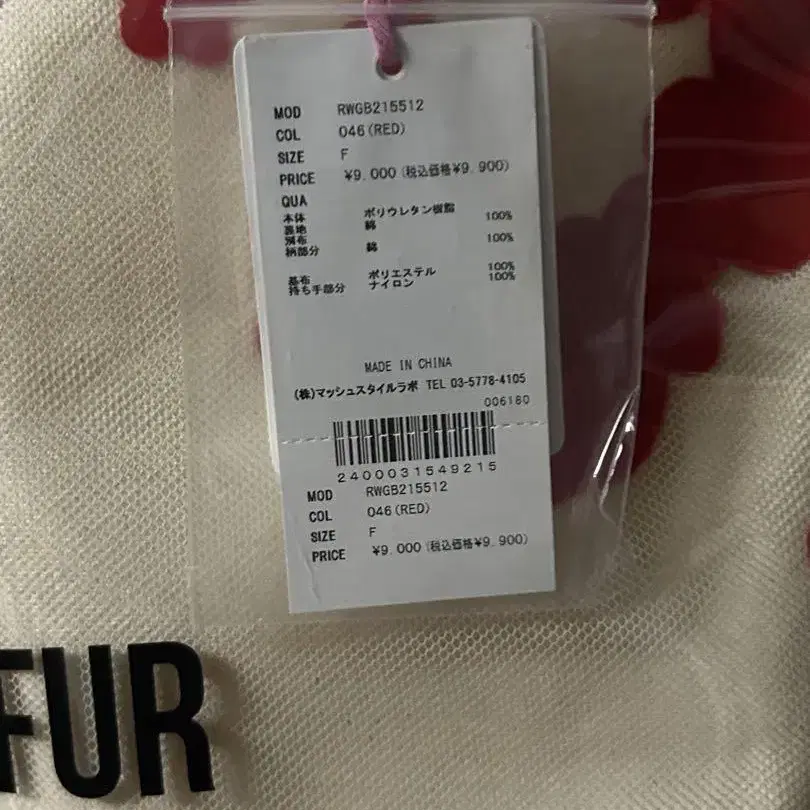 MOD RWGB215512
COL 046(RED)
SIZE F
PRICE ¥9.000 (税込価格¥9.900)
QUA
本体 ポリウレタン樹脂 100%
裏地 綿
別布 100%
柄部分 綿
基布 ポリエステル 100%
持ち手部分 ナイロン 100%
MADE IN CHINA
(株)マッシュスタイルラボ TEL 03-5778-4105
006180
2400031549215
MOD RWGB215512
COL 046(RED)
SIZE F
PRICE ¥9.000 (税込価格¥9.900)
FUR